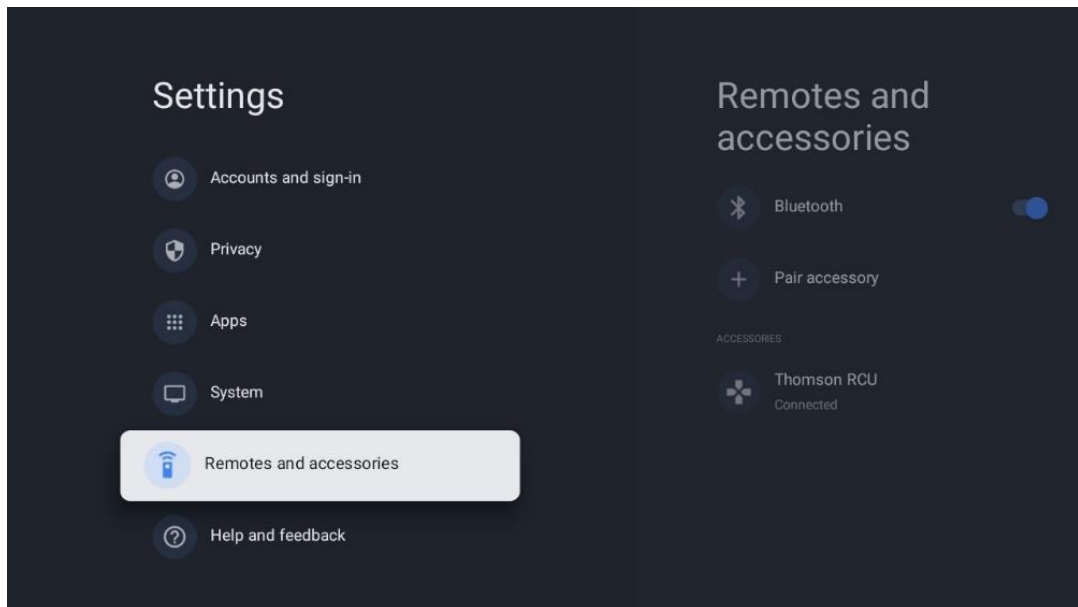 Settings
Accounts and sign-in
Privacy
Apps
System
Remotes and accessories
Help and feedback
Remotes and
accessories
Bluetooth
Pair accessory
ACCESSORIES
Thomson RCU
Connected